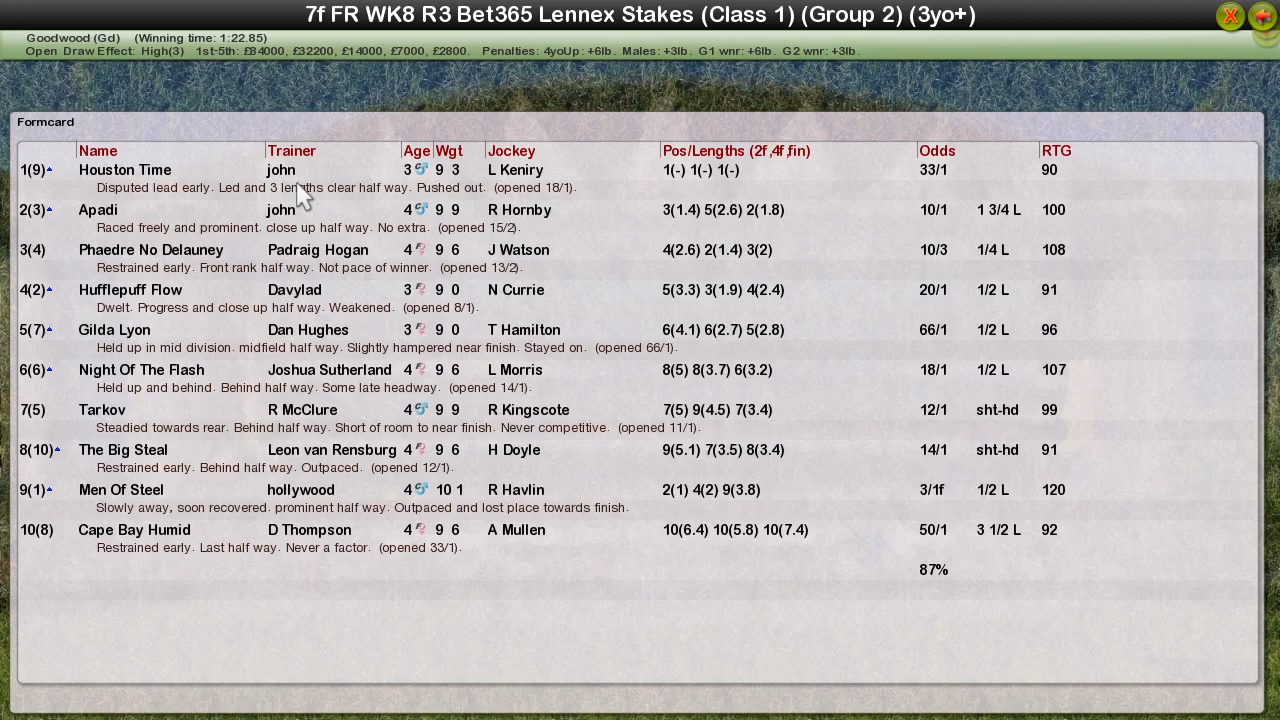 7f FR WK8 R3 Bet365 Lennex Stakes (Class 1) (Group 2) (3yo+)
Goodwood (Gd) (Winning time: 1:22.85)
Open Draw Effect: High(3) 1st-5th: £84000, £32200, £14000, £7000, £2800. Penalties: 4yoUp: +6lb. Males: +3lb. G1 wnr: +6lb. G2 wnr: +3lb.
Formcard
Name Trainer Age Wgt Jockey Pos/Lengths (2f,4f,fin) Odds RTG
1(9) Houston Time john 3 9 3 L Keniry 1(-) 1(-) 1(-) 33/1 90
Disputed lead early. Led and 3 lengths clear half way. Pushed out. (opened 18/1).
2(3) Apadi john 4 9 9 R Hornby 3(1.4) 5(2.6) 2(1.8) 10/1 1 3/4 L 100
Raced freely and prominent. close up half way. No extra. (opened 15/2).
3(4) Phaedre No Delauney Padraig Hogan 4 9 6 J Watson 4(2.6) 2(1.4) 3(2) 10/3 1/4 L 108
Restrained early. Front rank half way. Not pace of winner. (opened 13/2).
4(2) Hufflepuff Flow Davylad 3 9 0 N Currie 5(3.3) 3(1.9) 4(2.4) 20/1 1/2 L 91
Dwelt. Progress and close up half way. Weakened. (opened 8/1).
5(7) Gilda Lyon Dan Hughes 3 9 0 T Hamilton 6(4.1) 6(2.7) 5(2.8) 66/1 1/2 L 96
Held up in mid division. midfield half way. Slightly hampered near finish. Stayed on. (opened 66/1).
6(6) Night Of The Flash Joshua Sutherland 4 9 6 L Morris 8(5) 8(3.7) 6(3.2) 18/1 1/2 L 107
Held up and behind. Behind half way. Some late headway. (opened 14/1).
7(5) Tarkov R McClure 4 9 9 R Kingscote 7(5) 9(4.5) 7(3.4) 12/1 sht-hd 99
Steadied towards rear. Behind half way. Short of room to near finish. Never competitive. (opened 11/1).
8(10) The Big Steal Leon van Rensburg 4 9 6 H Doyle 9(5.1) 7(3.5) 8(3.4) 14/1 sht-hd 91
Restrained early. Behind half way. Outpaced. (opened 12/1).
9(1) Men Of Steel hollywood 4 10 1 R Havlin 2(1) 4(2) 9(3.8) 3/1f 1/2 L 120
Slowly away, soon recovered. prominent half way. Outpaced and lost place towards finish.
10(8) Cape Bay Humid D Thompson 4 9 6 A Mullen 10(6.4) 10(5.8) 10(7.4) 50/1 3 1/2 L 92
Restrained early. Last half way. Never a factor. (opened 33/1).
87%